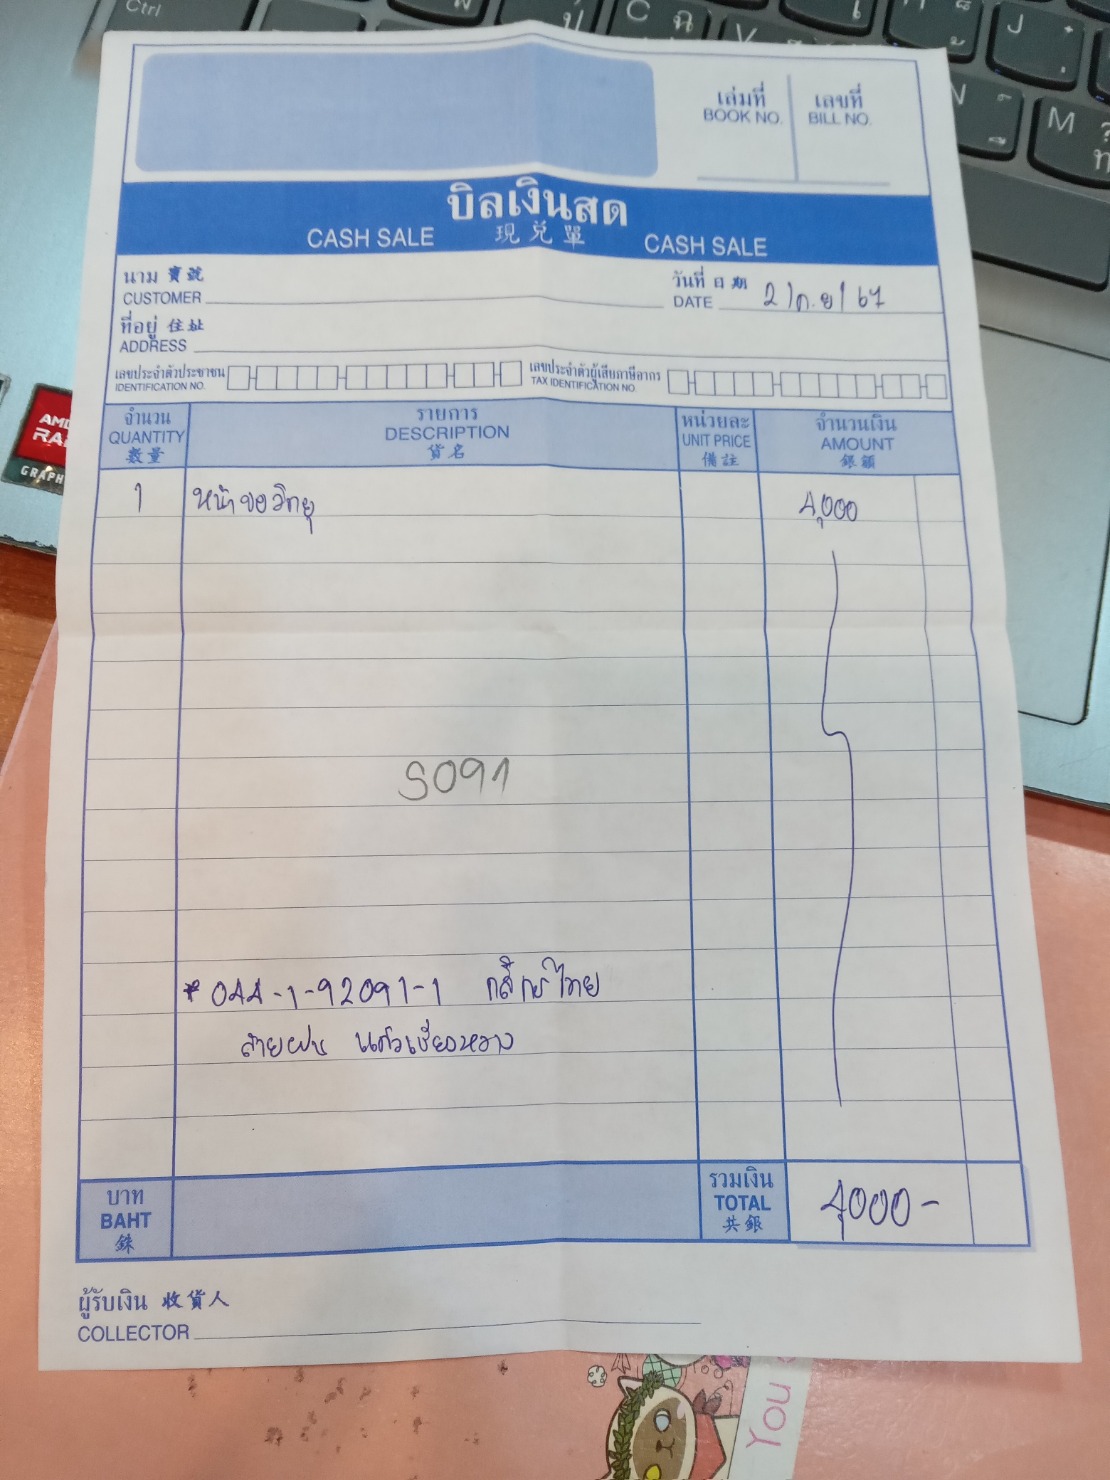 Ctrl
C ฉ
V
J
N
M ?
ท
AMD
RA
GRAPH
เล่มที่
BOOK NO.
เลขที่
BILL NO.
บิลเงินสด
CASH SALE 現兌單 CASH SALE
นาม 寶號
CUSTOMER
วันที่ 日期
DATE 2/ก.ย/67
ที่อยู่ 住址
ADDRESS
เลขประจำตัวประชาชน
IDENTIFICATION NO.
เลขประจำตัวผู้เสียภาษีอากร
TAX IDENTIFICATION NO.
จำนวน
QUANTITY
數量
รายการ
DESCRIPTION
貨名
หน่วยละ
UNIT PRICE
備註
จำนวนเงิน
AMOUNT
銀額
1 หน้าจอวิทยุ 4,000
S091
* 044-1-92091-1 กสิกรไทย
สายฝน แก้วเชียงหวาง
บาท
BAHT
銖
รวมเงิน
TOTAL
共銀
4,000-
ผู้รับเงิน 收貨人
COLLECTOR
You